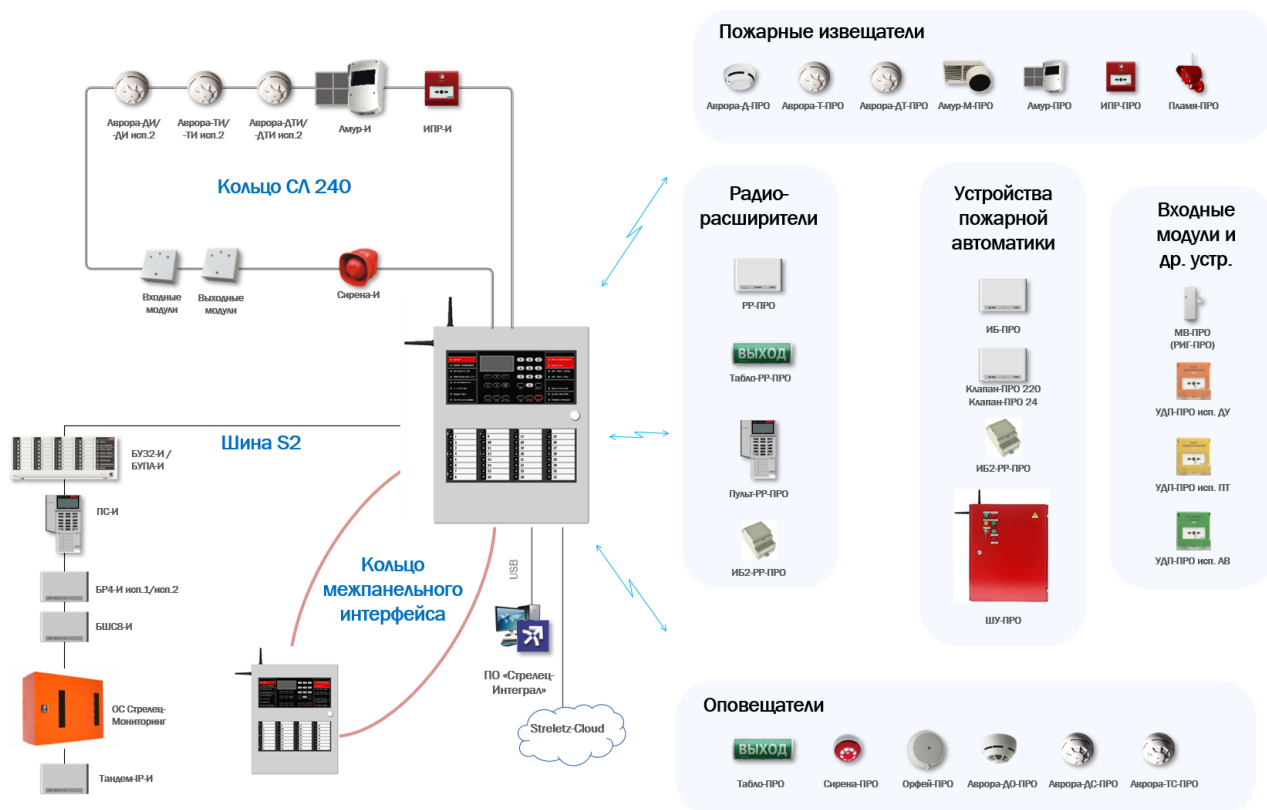 Пожарные извещатели
Аврора-Д-ПРО
Аврора-Т-ПРО
Аврора-ДТ-ПРО
Амур-М-ПРО
Амур-ПРО
ИПР-ПРО
Пламя-ПРО
Аврора-ДИ/
-ДИ исп.2
Аврора-ТИ/
-ТИ исп.2
Аврора-ДТИ/
-ДТИ исп.2
Амур-И
ИПР-И
Кольцо СЛ 240
Входные
модули
Выходные
модули
Сирена-И
Радио-
расширители
РР-ПРО
ВЫХОД
Табло-РР-ПРО
Пульт-РР-ПРО
ИБ2-РР-ПРО
Устройства
пожарной
автоматики
ИБ-ПРО
Клапан-ПРО 220
Клапан-ПРО 24
ИБ2-РР-ПРО
ШУ-ПРО
Входные
модули и
др. устр.
МВ-ПРО
(РИГ-ПРО)
УДП-ПРО исп. ДУ
УДП-ПРО исп. ПТ
УДП-ПРО исп. АВ
Шина S2
БУ32-И /
БУПА-И
ПС-И
БР4-И исп.1/исп.2
БШС8-И
ОС Стрелец-
Мониторинг
Тандем-IP-И
Кольцо
межпанельного
интерфейса
USB
ПО «Стрелец-
Интеграл»
Streletz-Cloud
Оповещатели
ВЫХОД
Табло-ПРО
Сирена-ПРО
Орфей-ПРО
Аврора-ДО-ПРО
Аврора-ДС-ПРО
Аврора-ТС-ПРО